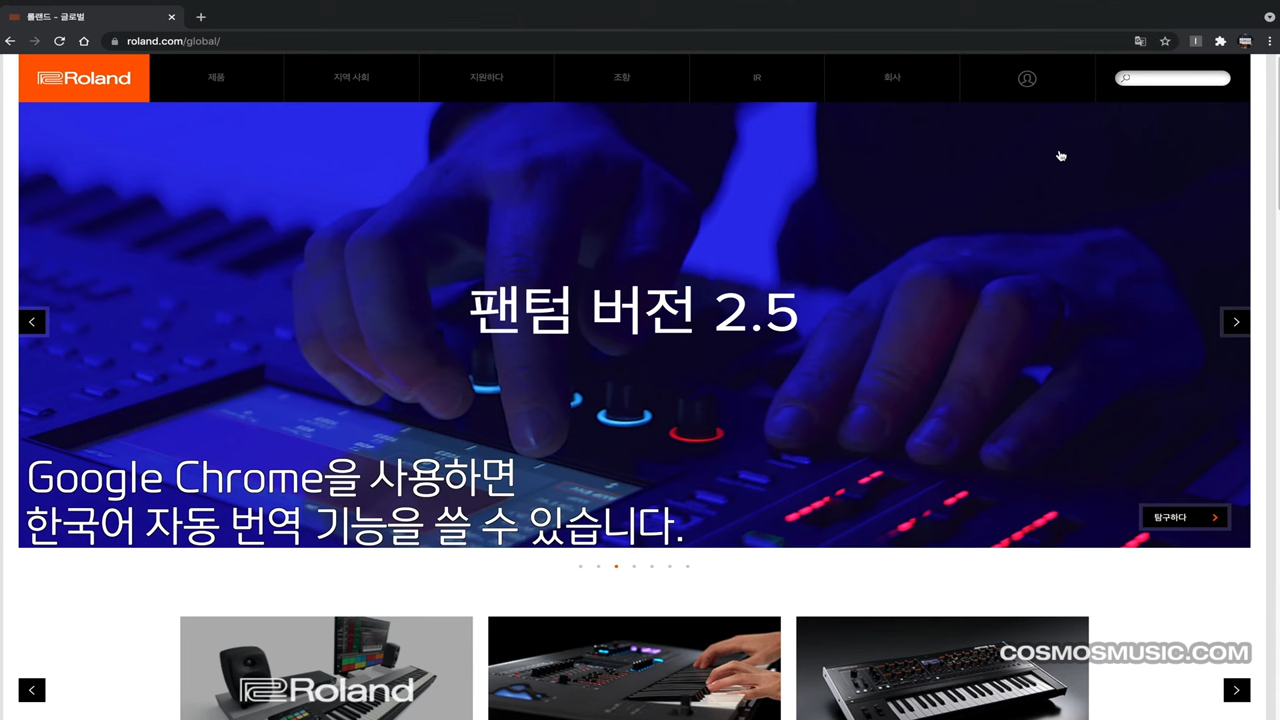 롤랜드 - 글로벌
roland.com/global/
Roland
제품
지역 사회
지원하다
조항
IR
회사
팬텀 버전 2.5
Google Chrome을 사용하면
한국어 자동 번역 기능을 쓸 수 있습니다.
탐구하다
Roland
COSMOSMUSIC.COM